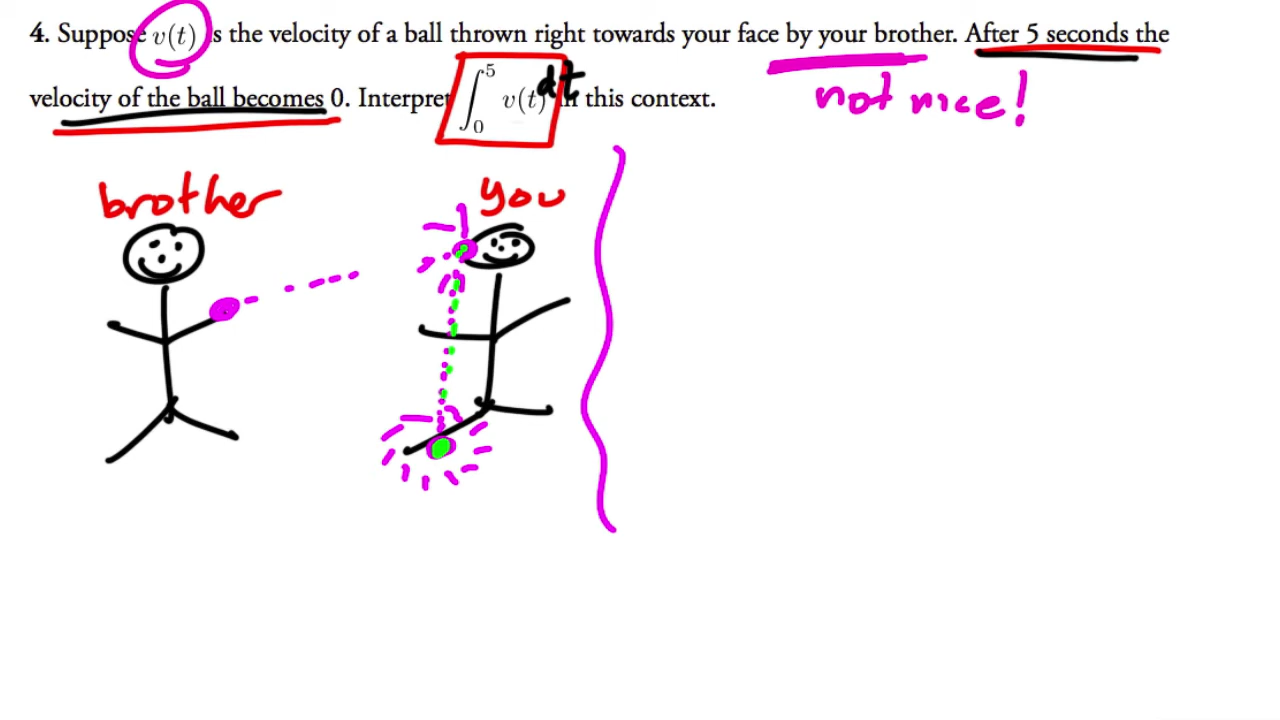 4. Suppose v(t) is the velocity of a ball thrown right towards your face by your brother. After 5 seconds the
velocity of the ball becomes 0. Interpret ∫₀⁵ v(t) dt in this context.
not nice!
brother
you